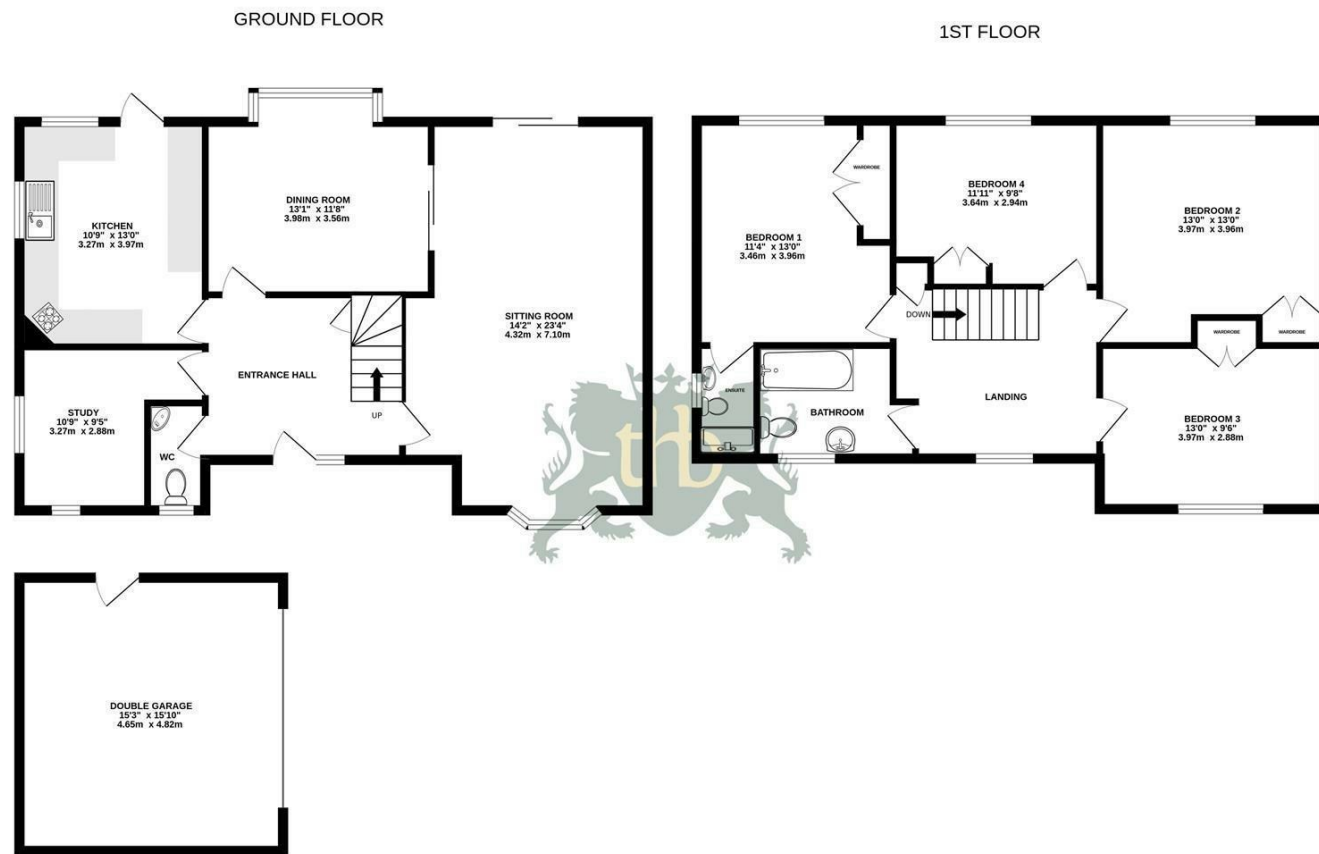 GROUND FLOOR
KITCHEN
10'9" x 13'0"
3.27m x 3.97m
DINING ROOM
13'1" x 11'8"
3.98m x 3.56m
SITTING ROOM
14'2" x 23'4"
4.32m x 7.10m
ENTRANCE HALL
UP
STUDY
10'9" x 9'5"
3.27m x 2.88m
WC
DOUBLE GARAGE
15'3" x 15'10"
4.65m x 4.82m
1ST FLOOR
WARDROBE
BEDROOM 1
11'4" x 13'0"
3.46m x 3.96m
BEDROOM 4
11'11" x 9'8"
3.64m x 2.94m
BEDROOM 2
13'0" x 13'0"
3.97m x 3.96m
DOWN
WARDROBE
WARDROBE
ENSUITE
BATHROOM
LANDING
BEDROOM 3
13'0" x 9'6"
3.97m x 2.88m
thb